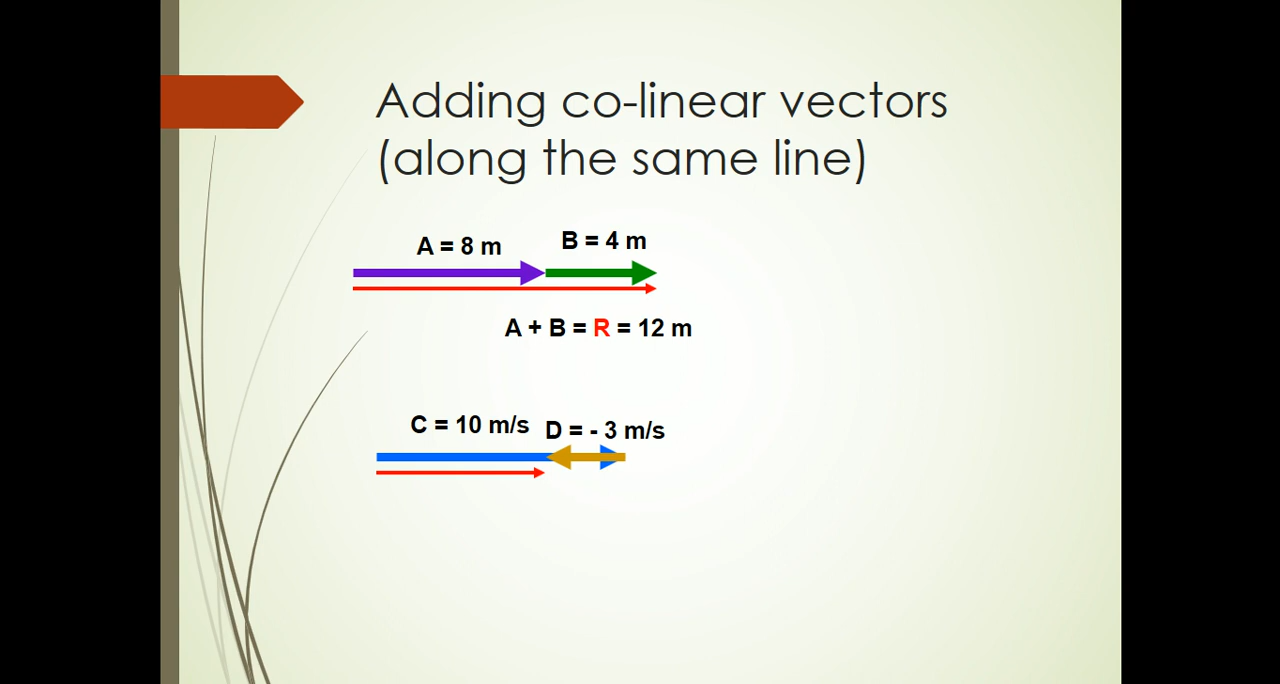 Adding co-linear vectors
(along the same line)
A = 8 m
B = 4 m
A + B = R = 12 m
C = 10 m/s
D = - 3 m/s